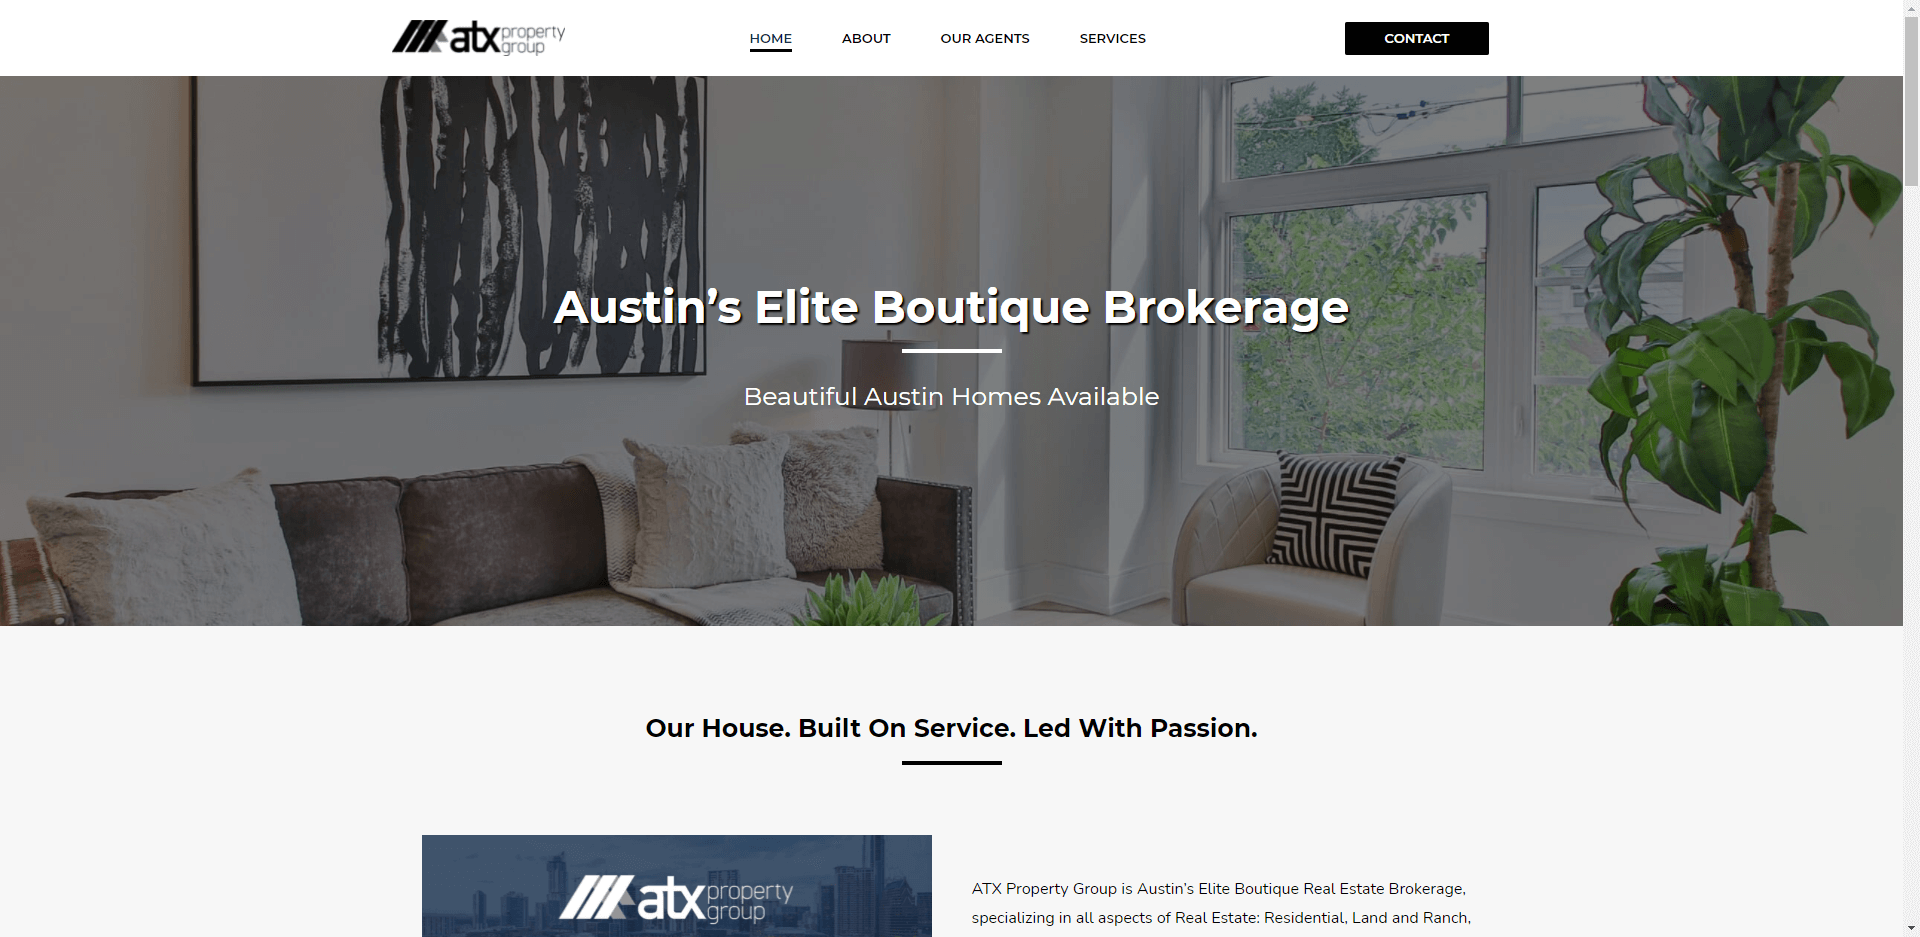 atx property group
HOME
ABOUT
OUR AGENTS
SERVICES
CONTACT
Austin’s Elite Boutique Brokerage
Beautiful Austin Homes Available
Our House. Built On Service. Led With Passion.
atx property group
ATX Property Group is Austin’s Elite Boutique Real Estate Brokerage,
specializing in all aspects of Real Estate: Residential, Land and Ranch,